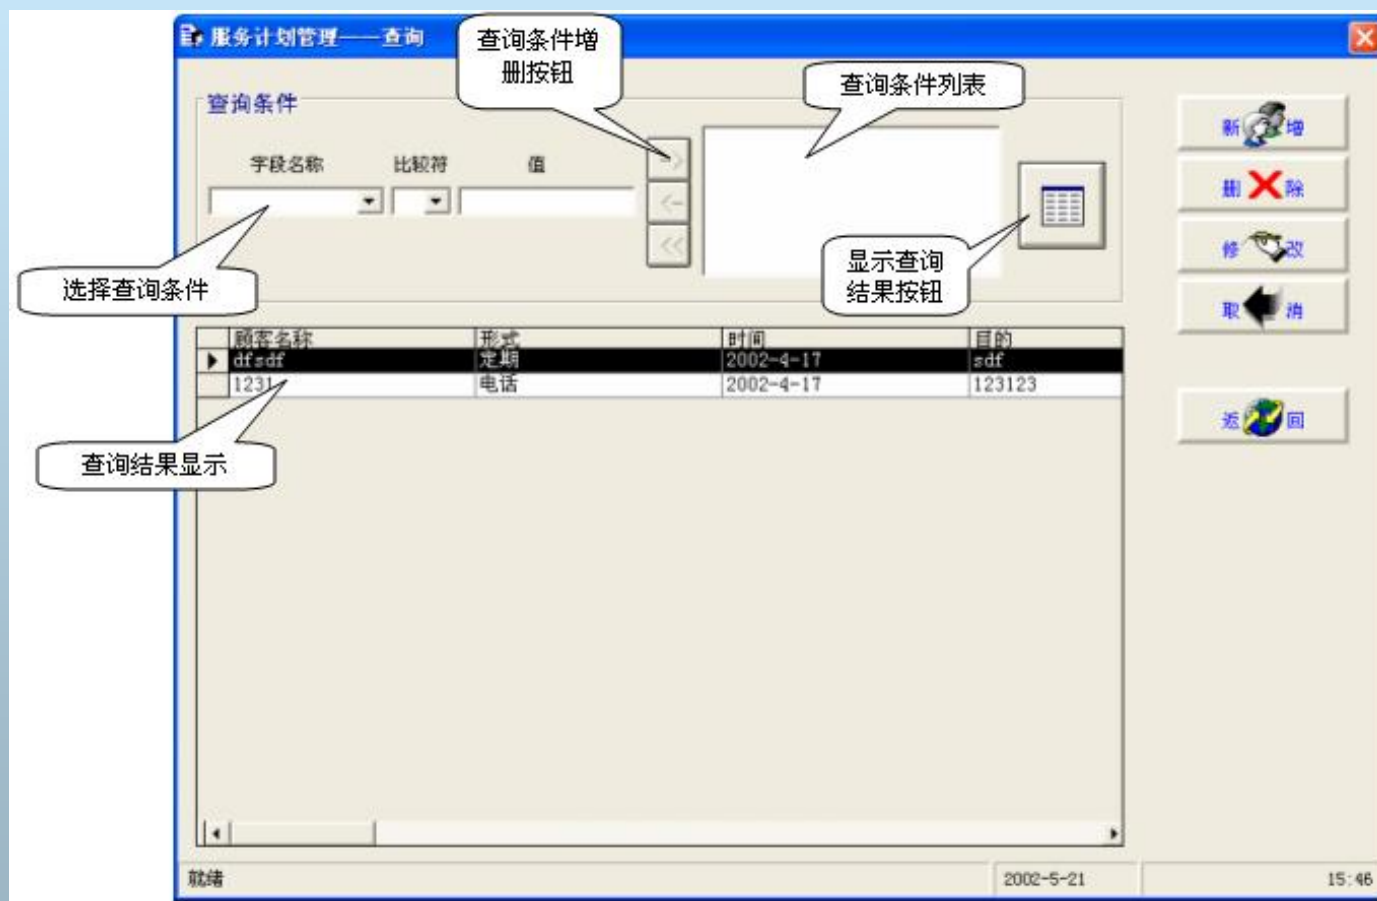 服务计划管理——查询
查询条件增
删按钮
查询条件列表
查询条件
字段名称 比较符 值
->
<-
<<
选择查询条件
显示查询
结果按钮
新增
删除
修改
取消
返回
顾客名称 形式 时间 目的
dfsdf 定期 2002-4-17 sdf
1231 电话 2002-4-17 123123
查询结果显示
就绪 2002-5-21 15:46